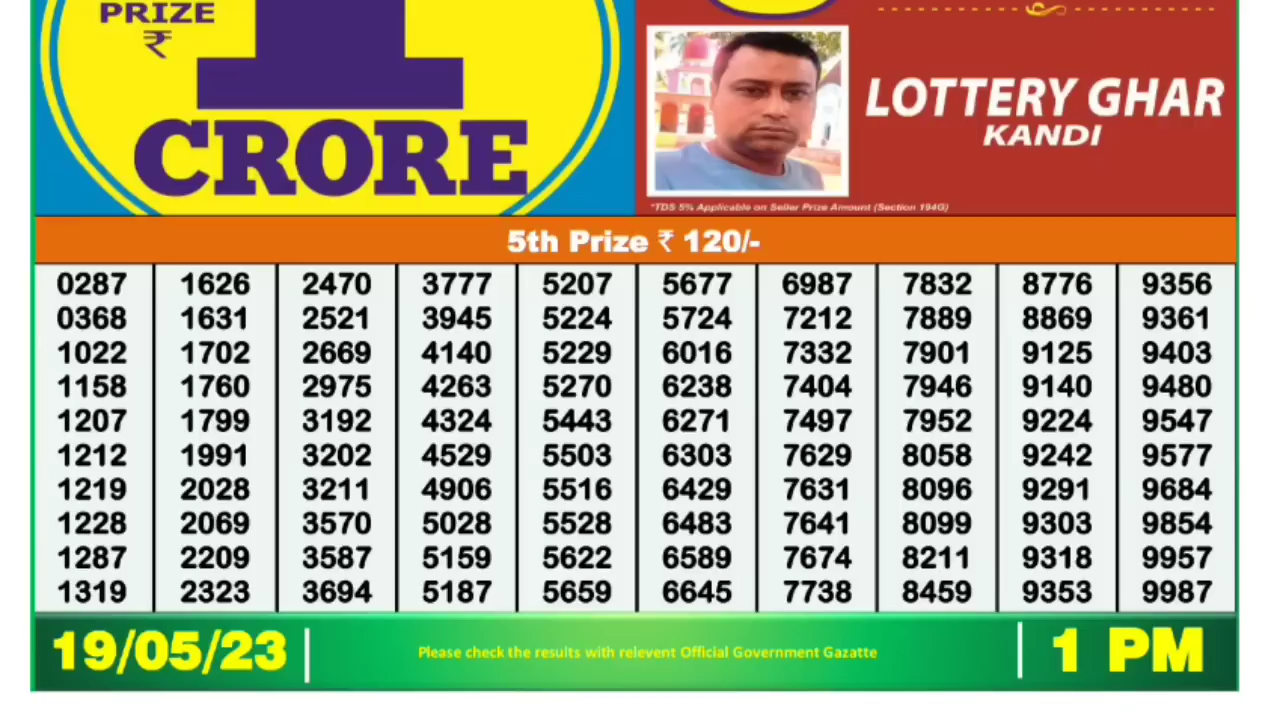 PRIZE
₹
1
CRORE
LOTTERY GHAR
KANDI
*TDS 5% Applicable on Seller Prize Amount (Section 194G)
5th Prize ₹ 120/-
0287 1626 2470 3777 5207 5677 6987 7832 8776 9356
0368 1631 2521 3945 5224 5724 7212 7889 8869 9361
1022 1702 2669 4140 5229 6016 7332 7901 9125 9403
1158 1760 2975 4263 5270 6238 7404 7946 9140 9480
1207 1799 3192 4324 5443 6271 7497 7952 9224 9547
1212 1991 3202 4529 5503 6303 7629 8058 9242 9577
1219 2028 3211 4906 5516 6429 7631 8096 9291 9684
1228 2069 3570 5028 5528 6483 7641 8099 9303 9854
1287 2209 3587 5159 5622 6589 7674 8211 9318 9957
1319 2323 3694 5187 5659 6645 7738 8459 9353 9987
19/05/23 Please check the results with relevent Official Government Gazatte 1 PM